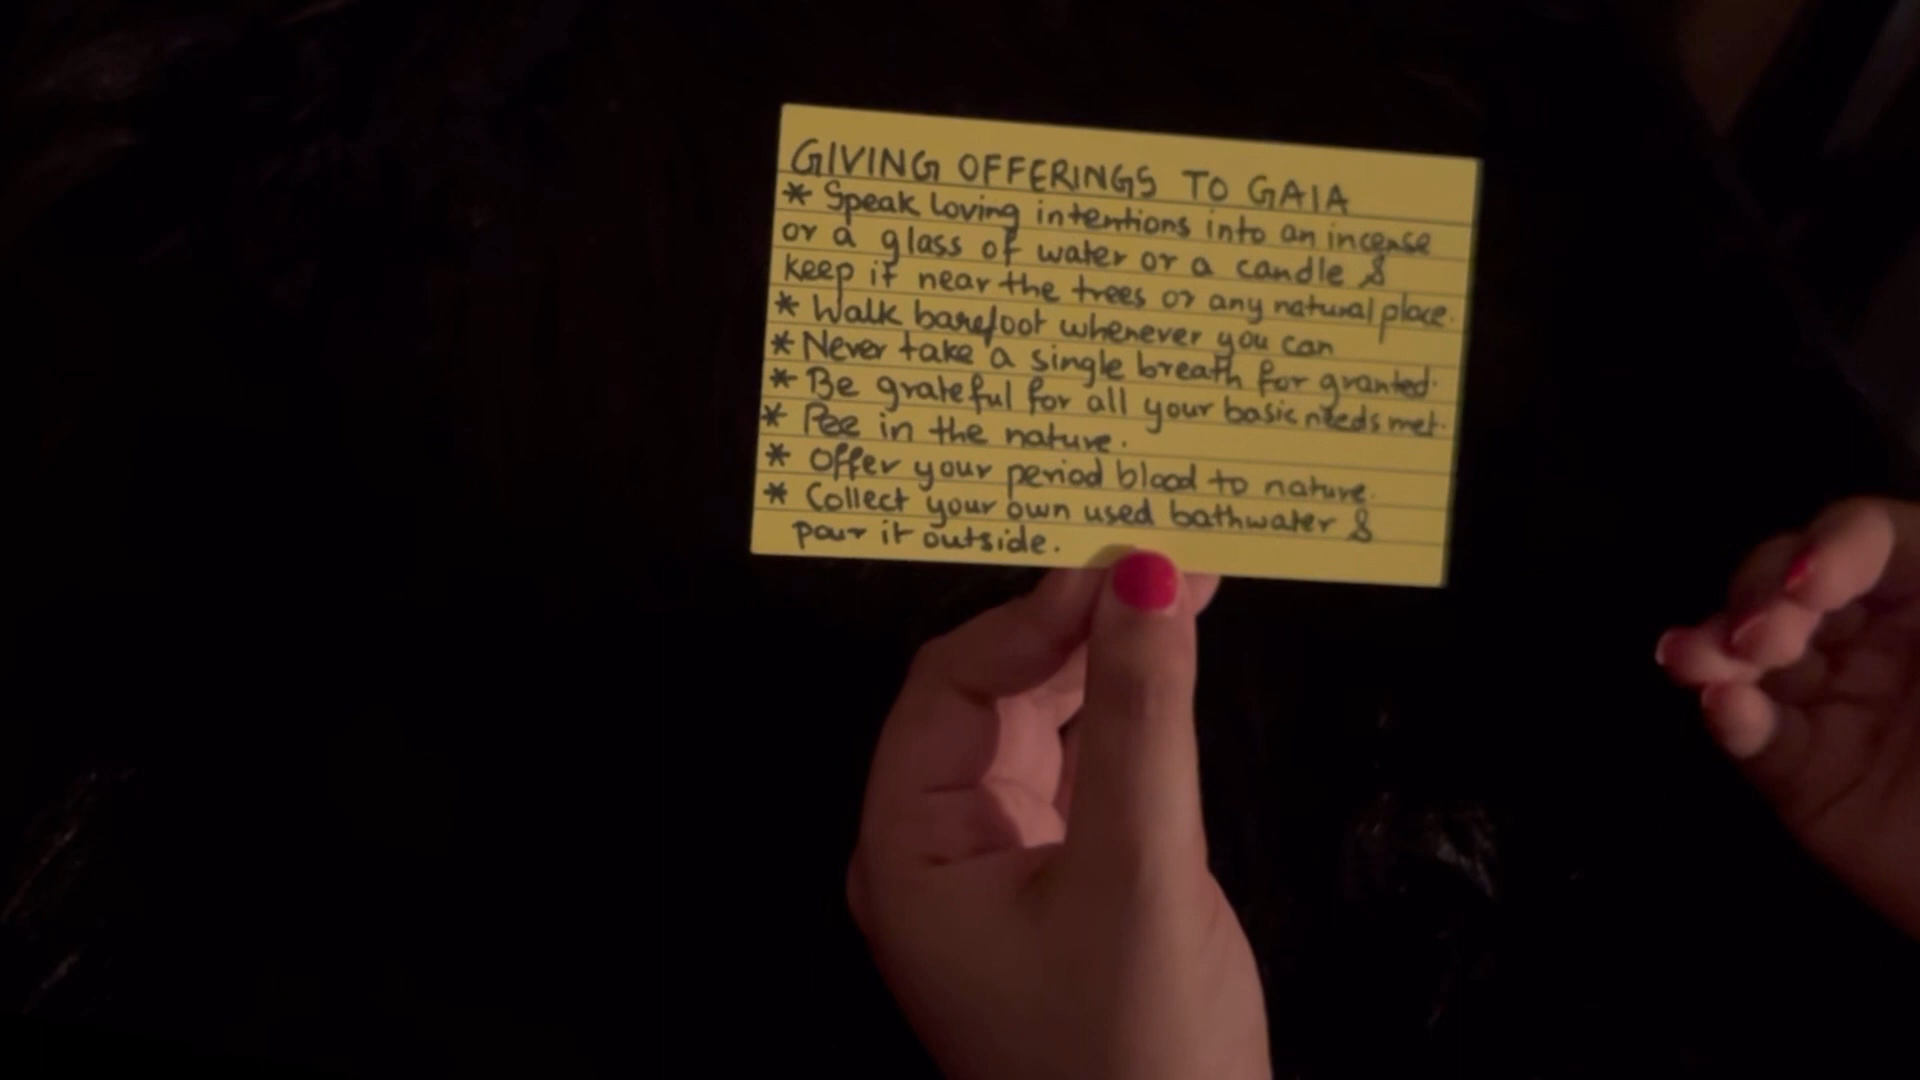 GIVING OFFERINGS TO GAIA
* Speak loving intentions into an incense
or a glass of water or a candle &
keep it near the trees or any natural place.
* Walk barefoot whenever you can
* Never take a single breath for granted.
* Be grateful for all your basic needs met.
* Pee in the nature.
* Offer your period blood to nature.
* Collect your own used bathwater &
pour it outside.